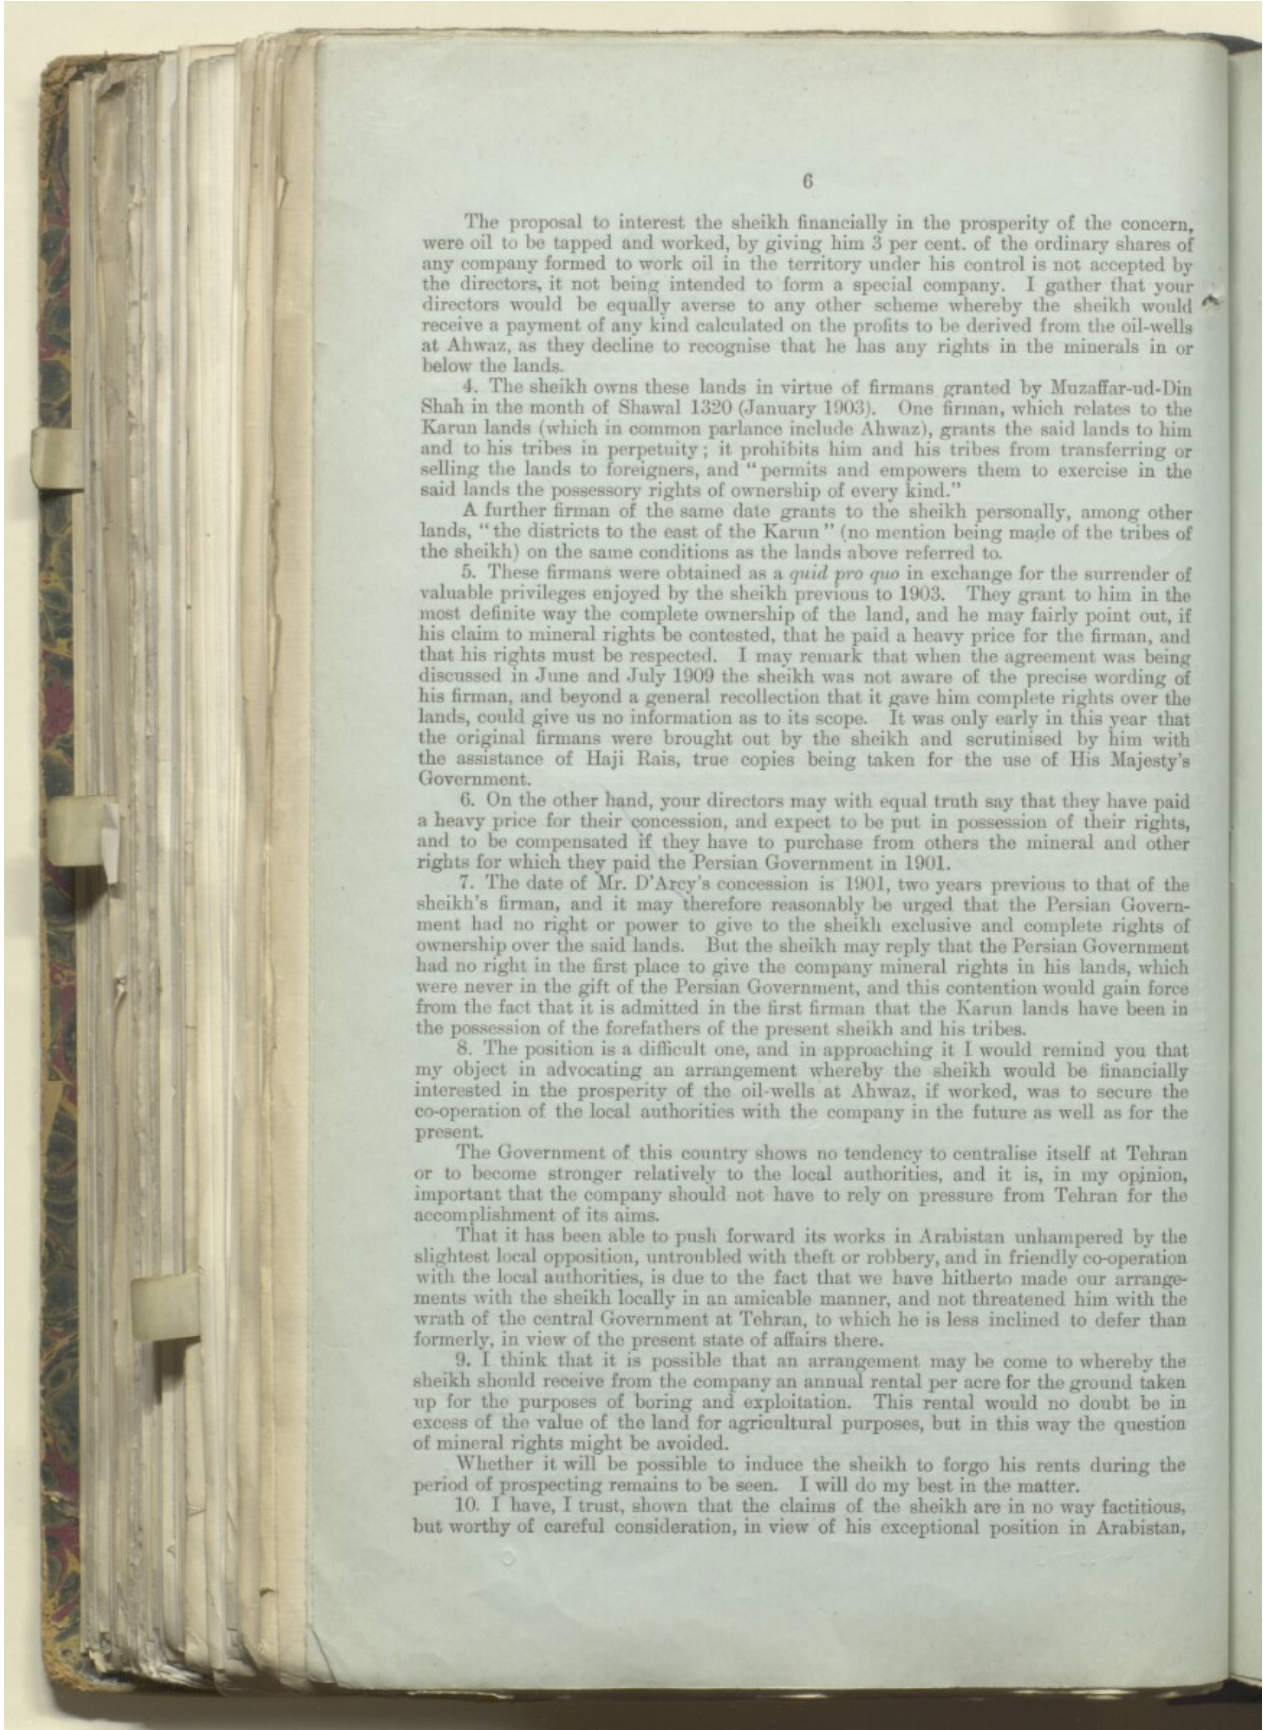 6
The proposal to interest the sheikh financially in the prosperity of the concern,
were oil to be tapped and worked, by giving him 3 per cent. of the ordinary shares of
any company formed to work oil in the territory under his control is not accepted by
the directors, it not being intended to form a special company. I gather that your
directors would be equally averse to any other scheme whereby the sheikh would
receive a payment of any kind calculated on the profits to be derived from the oil-wells
at Ahwaz, as they decline to recognise that he has any rights in the minerals in or
below the lands.
4. The sheikh owns these lands in virtue of firmans granted by Muzaffar-ud-Din
Shah in the month of Shawal 1320 (January 1903). One firman, which relates to the
Karun lands (which in common parlance include Ahwaz), grants the said lands to him
and to his tribes in perpetuity; it prohibits him and his tribes from transferring or
selling the lands to foreigners, and "permits and empowers them to exercise in the
said lands the possessory rights of ownership of every kind."
A further firman of the same date grants to the sheikh personally, among other
lands, "the districts to the east of the Karun" (no mention being made of the tribes of
the sheikh) on the same conditions as the lands above referred to.
5. These firmans were obtained as a quid pro quo in exchange for the surrender of
valuable privileges enjoyed by the sheikh previous to 1903. They grant to him in the
most definite way the complete ownership of the land, and he may fairly point out, if
his claim to mineral rights be contested, that he paid a heavy price for the firman, and
that his rights must be respected. I may remark that when the agreement was being
discussed in June and July 1909 the sheikh was not aware of the precise wording of
his firman, and beyond a general recollection that it gave him complete rights over the
lands, could give us no information as to its scope. It was only early in this year that
the original firmans were brought out by the sheikh and scrutinised by him with
the assistance of Haji Rais, true copies being taken for the use of His Majesty's
Government.
6. On the other hand, your directors may with equal truth say that they have paid
a heavy price for their concession, and expect to be put in possession of their rights,
and to be compensated if they have to purchase from others the mineral and other
rights for which they paid the Persian Government in 1901.
7. The date of Mr. D'Arcy's concession is 1901, two years previous to that of the
sheikh's firman, and it may therefore reasonably be urged that the Persian Govern-
ment had no right or power to give to the sheikh exclusive and complete rights of
ownership over the said lands. But the sheikh may reply that the Persian Government
had no right in the first place to give the company mineral rights in his lands, which
were never in the gift of the Persian Government, and this contention would gain force
from the fact that it is admitted in the first firman that the Karun lands have been in
the possession of the forefathers of the present sheikh and his tribes.
8. The position is a difficult one, and in approaching it I would remind you that
my object in advocating an arrangement whereby the sheikh would be financially
interested in the prosperity of the oil-wells at Ahwaz, if worked, was to secure the
co-operation of the local authorities with the company in the future as well as for the
present.
The Government of this country shows no tendency to centralise itself at Tehran
or to become stronger relatively to the local authorities, and it is, in my opinion,
important that the company should not have to rely on pressure from Tehran for the
accomplishment of its aims.
That it has been able to push forward its works in Arabistan unhampered by the
slightest local opposition, untroubled with theft or robbery, and in friendly co-operation
with the local authorities, is due to the fact that we have hitherto made our arrange-
ments with the sheikh locally in an amicable manner, and not threatened him with the
wrath of the central Government at Tehran, to which he is less inclined to defer than
formerly, in view of the present state of affairs there.
9. I think that it is possible that an arrangement may be come to whereby the
sheikh should receive from the company an annual rental per acre for the ground taken
up for the purposes of boring and exploitation. This rental would no doubt be in
excess of the value of the land for agricultural purposes, but in this way the question
of mineral rights might be avoided.
Whether it will be possible to induce the sheikh to forgo his rents during the
period of prospecting remains to be seen. I will do my best in the matter.
10. I have, I trust, shown that the claims of the sheikh are in no way factitious,
but worthy of careful consideration, in view of his exceptional position in Arabistan,